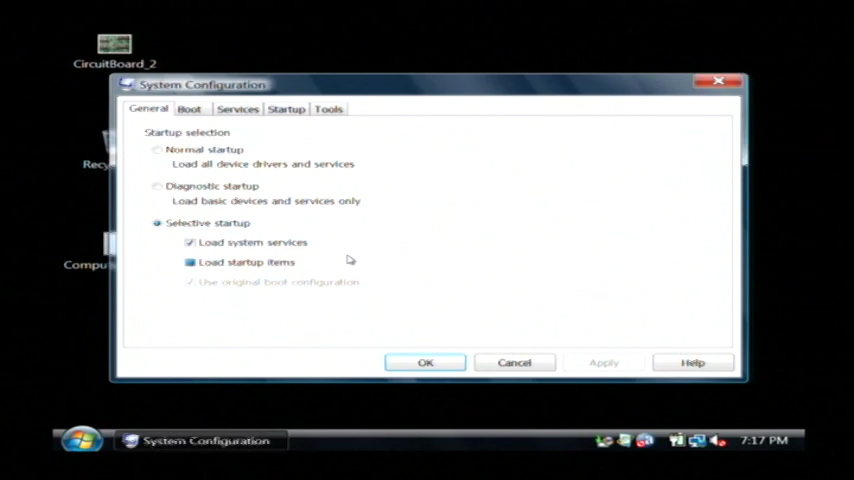 CircuitBoard_2
System Configuration
General Boot Services Startup Tools
Startup selection
Normal startup
Load all device drivers and services
Recy
Diagnostic startup
Load basic devices and services only
Selective startup
Load system services
Load startup items
Comput
Use original boot configuration
OK Cancel Apply Help
System Configuration
7:17 PM